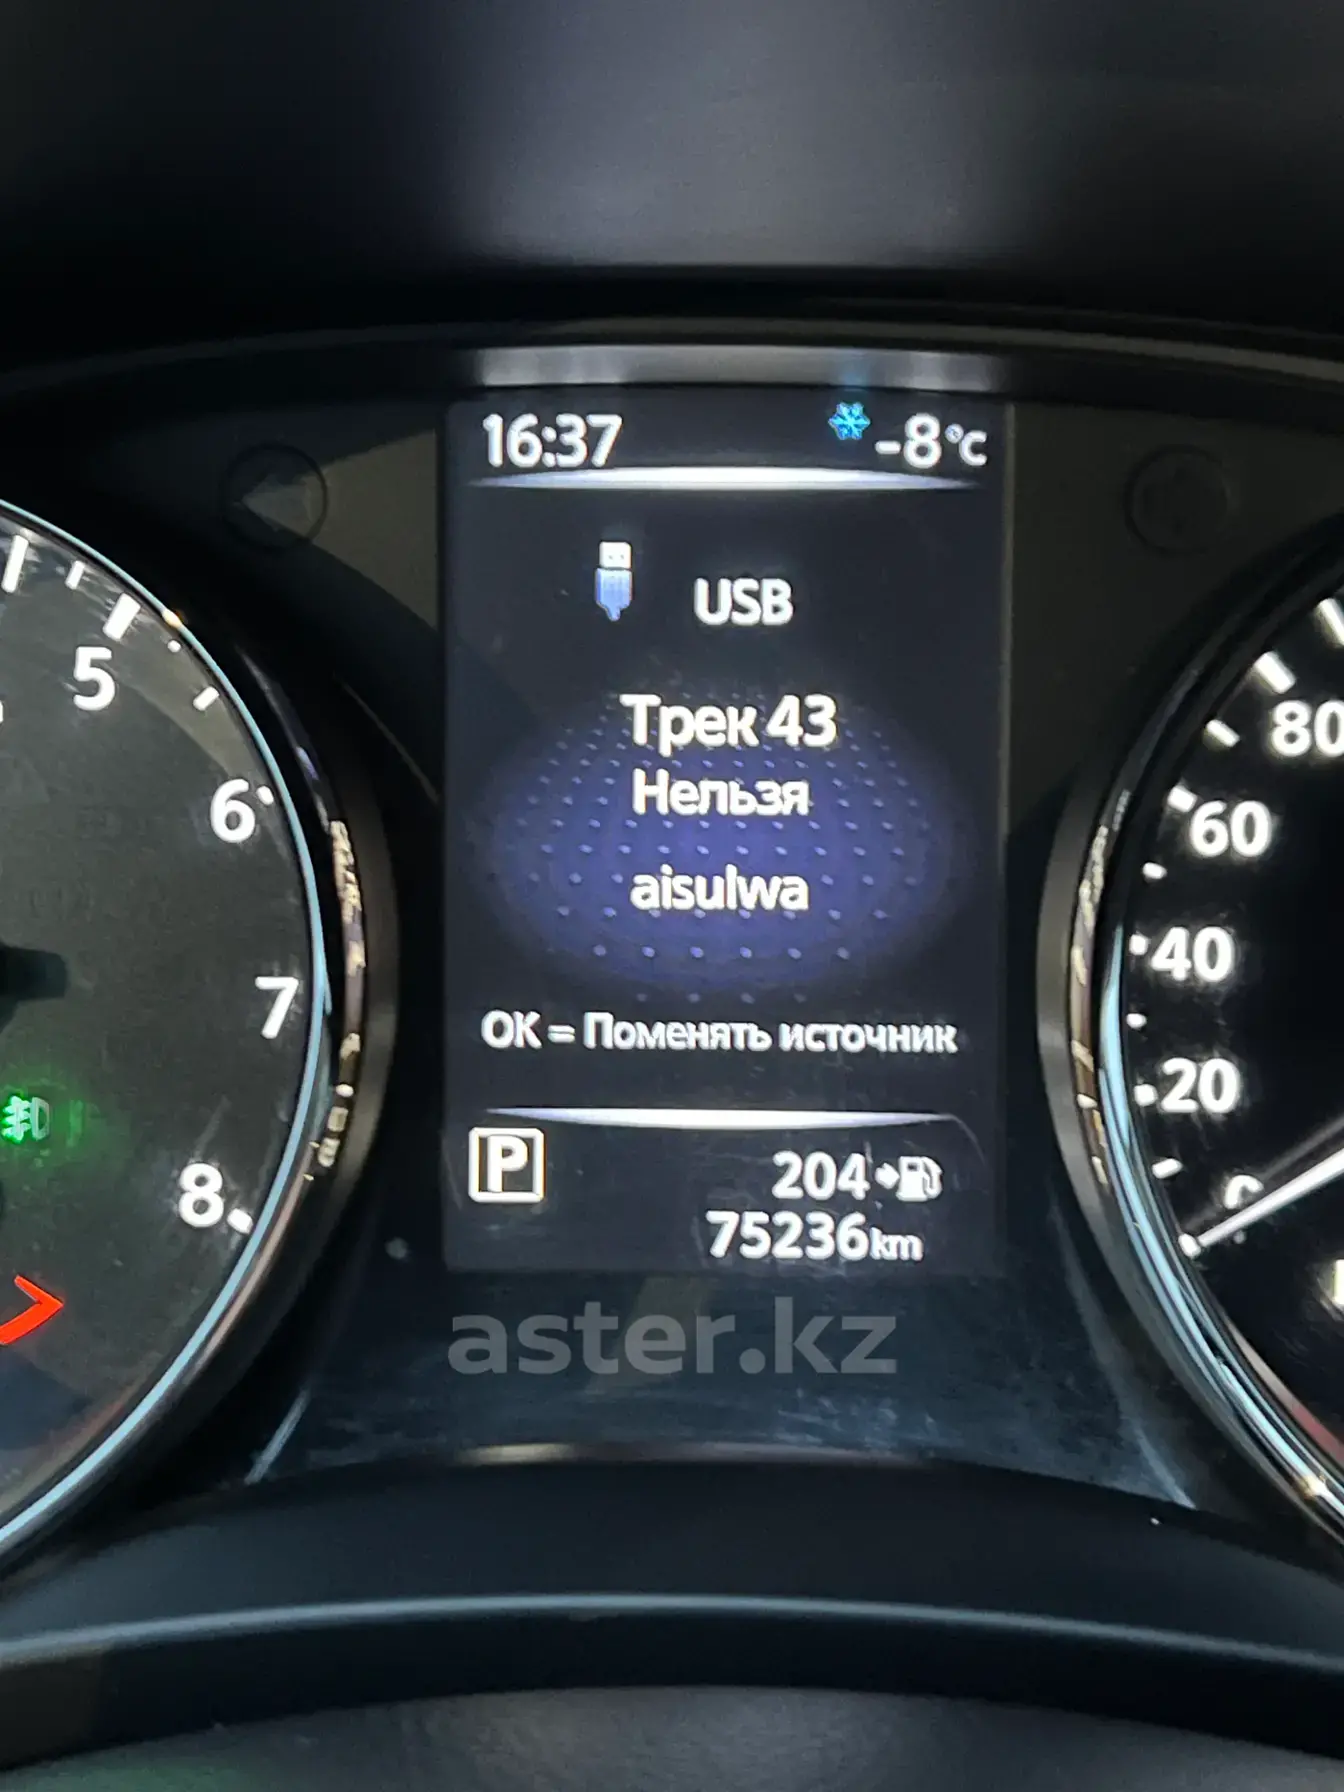 16:37
-8°C
USB
Трек 43
Нельзя
aisulwa
OK = Поменять источник
P
204
75236km
5
6
7
8
80
60
40
20
aster.kz